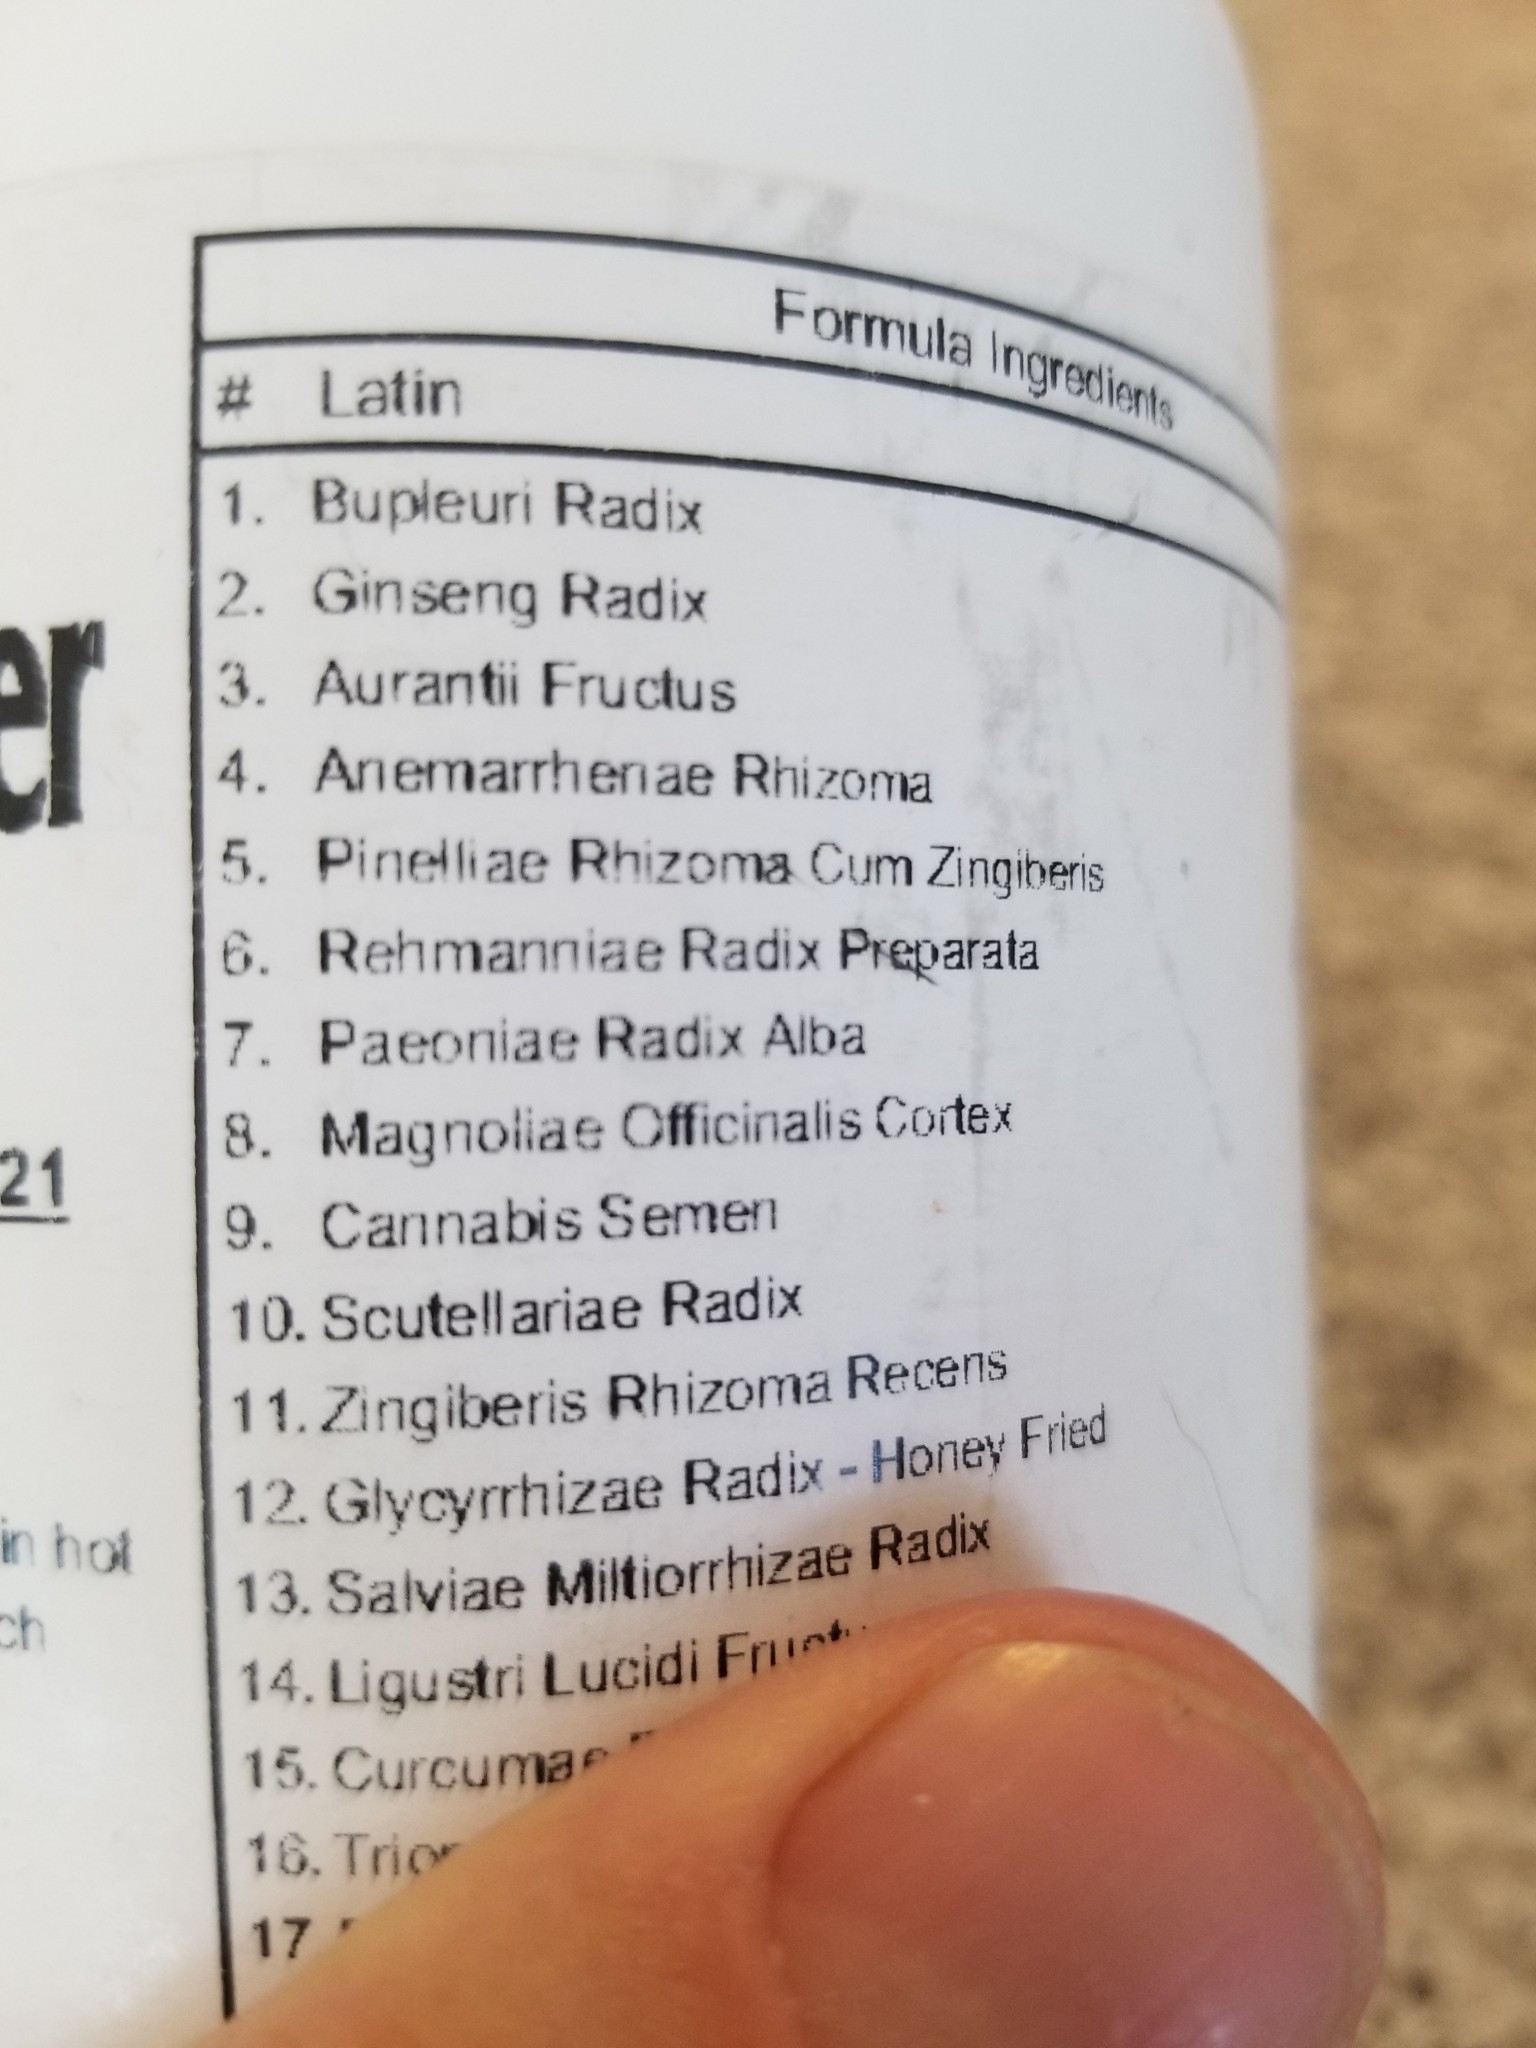 Formula Ingredients
# Latin
1. Bupleuri Radix
2. Ginseng Radix
3. Aurantii Fructus
4. Anemarrhenae Rhizoma
5. Pinelliae Rhizoma Cum Zingiberis
6. Rehmanniae Radix Preparata
7. Paeoniae Radix Alba
8. Magnoliae Officinalis Cortex
9. Cannabis Semen
10. Scutellariae Radix
11. Zingiberis Rhizoma Recens
12. Glycyrrhizae Radix - Honey Fried
13. Salviae Miltiorrhizae Radix
14. Ligustri Lucidi
15. Curcumae
16.
17
er
21
in hot
ch